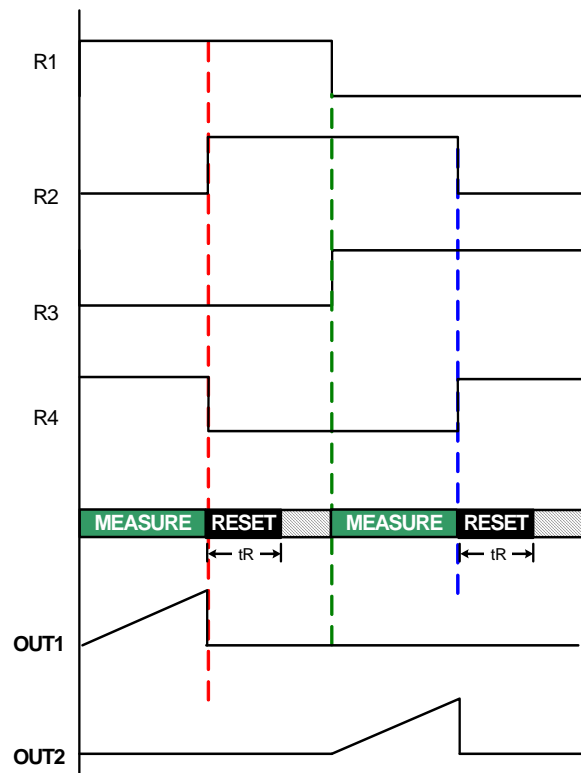 R1
R2
R3
R4
MEASURE RESET MEASURE RESET
tR tR
OUT1
OUT2